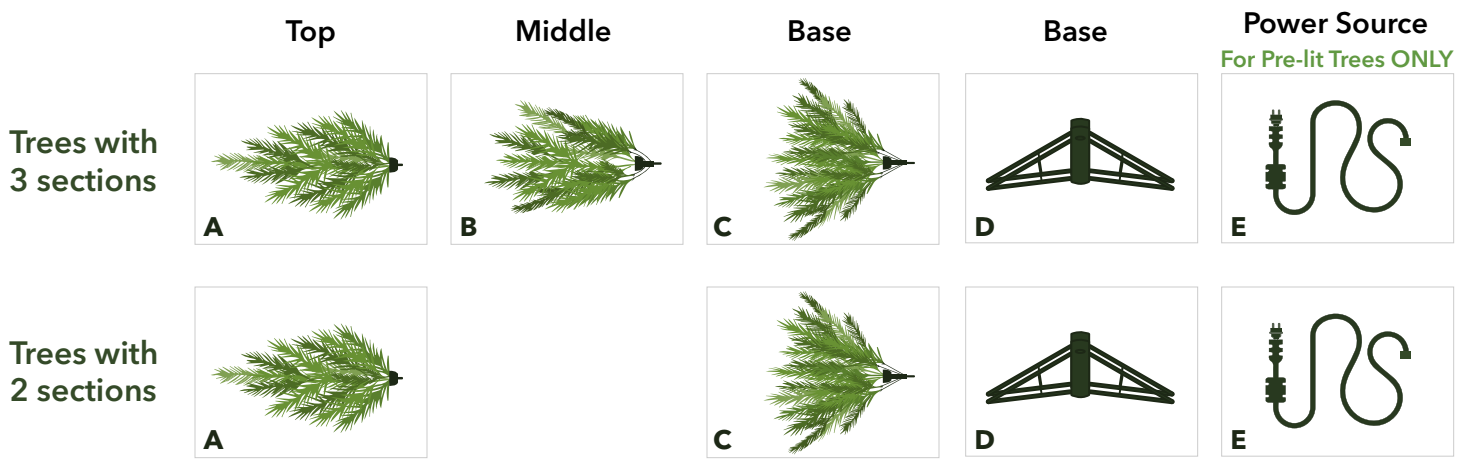 Top
Middle
Base
Base
Power Source
For Pre-lit Trees ONLY
Trees with
3 sections
A
B
C
D
E
Trees with
2 sections
A
C
D
E